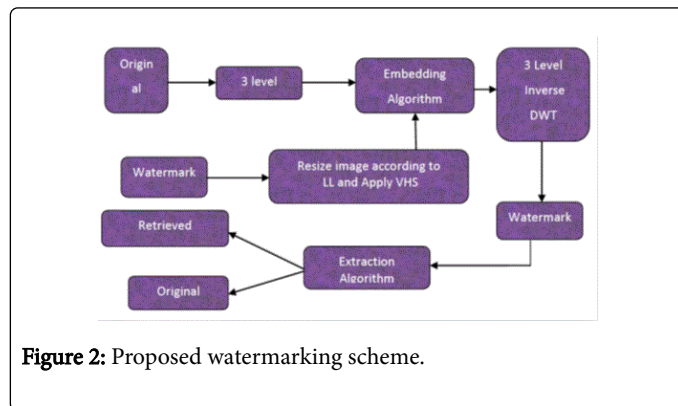 Origin
al
3 level
Embedding
Algorithm
3 Level
Inverse
DWT
Watermark
Resize image according to
LL and Apply VHS
Watermark
Retrieved
Extraction
Algorithm
Original
Figure 2: Proposed watermarking scheme.